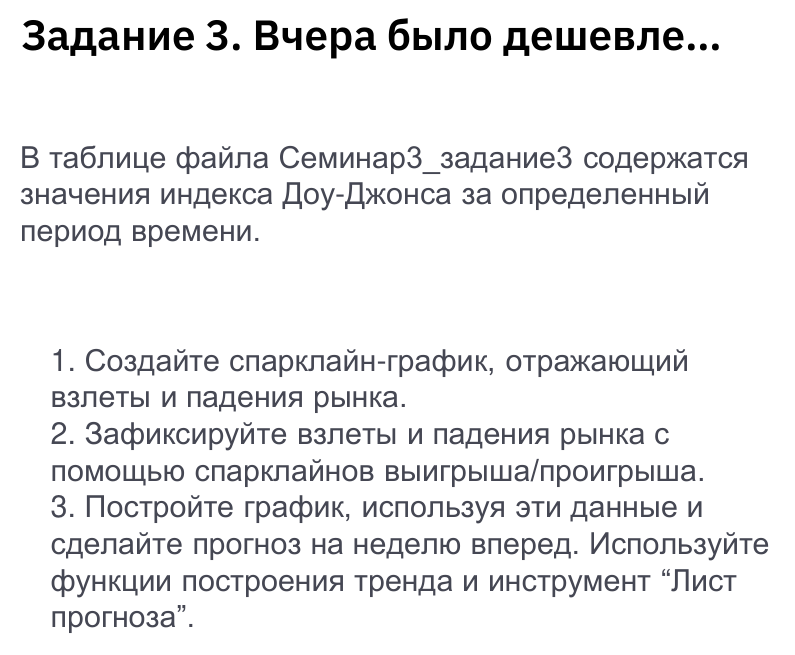 Задание 3. Вчера было дешевле...
В таблице файла Семинар3_задание3 содержатся
значения индекса Доу-Джонса за определенный
период времени.
1. Создайте спарклайн-график, отражающий
взлеты и падения рынка.
2. Зафиксируйте взлеты и падения рынка с
помощью спарклайнов выигрыша/проигрыша.
3. Постройте график, используя эти данные и
сделайте прогноз на неделю вперед. Используйте
функции построения тренда и инструмент “Лист
прогноза”.